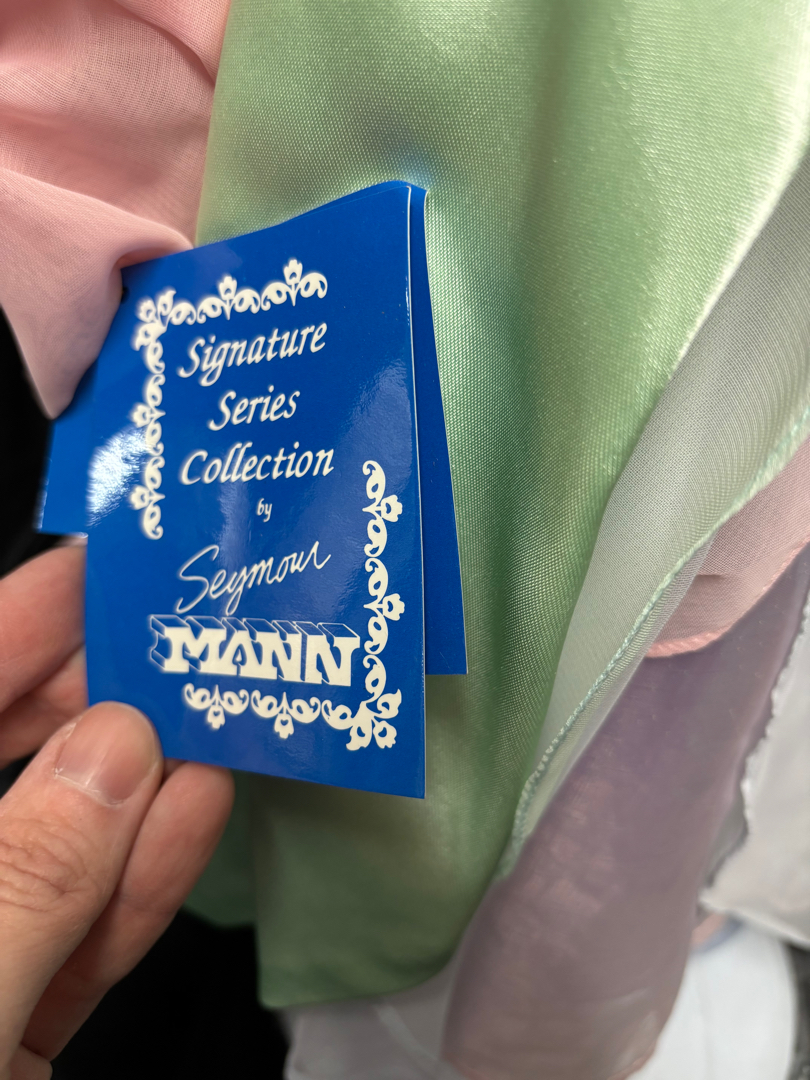 Signature
Series
Collection
by
Seymour
MANN